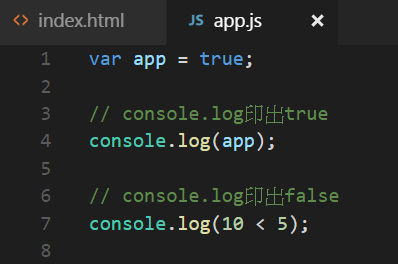 <> index.html JS app.js ×
1 var app = true;
2
3 // console.log印出true
4 console.log(app);
5
6 // console.log印出false
7 console.log(10 < 5);
8